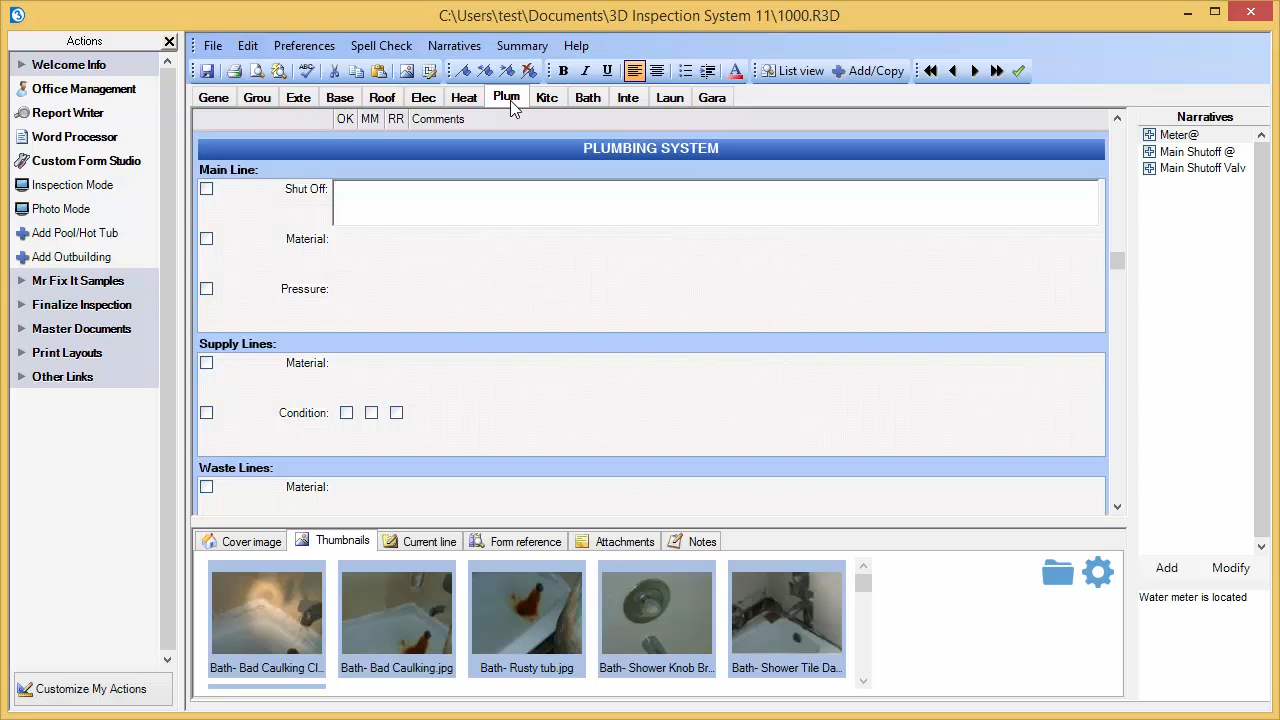 C:\Users\test\Documents\3D Inspection System 11\1000.R3D
Actions
Welcome Info
Office Management
Report Writer
Word Processor
Custom Form Studio
Inspection Mode
Photo Mode
Add Pool/Hot Tub
Add Outbuilding
Mr Fix It Samples
Finalize Inspection
Master Documents
Print Layouts
Other Links
Customize My Actions
File Edit Preferences Spell Check Narratives Summary Help
B I U A List view Add/Copy
Gene Grou Exte Base Roof Elec Heat Plum Kitc Bath Inte Laun Gara
OK MM RR Comments
PLUMBING SYSTEM
Main Line:
Shut Off:
Material:
Pressure:
Supply Lines:
Material:
Condition:
Waste Lines:
Material:
Cover image Thumbnails Current line Form reference Attachments Notes
Bath- Bad Caulking Cl... Bath- Bad Caulking.jpg Bath- Rusty tub.jpg Bath- Shower Knob Br... Bath- Shower Tile Da...
Narratives
Meter@
Main Shutoff @
Main Shutoff Valv
Add Modify
Water meter is located